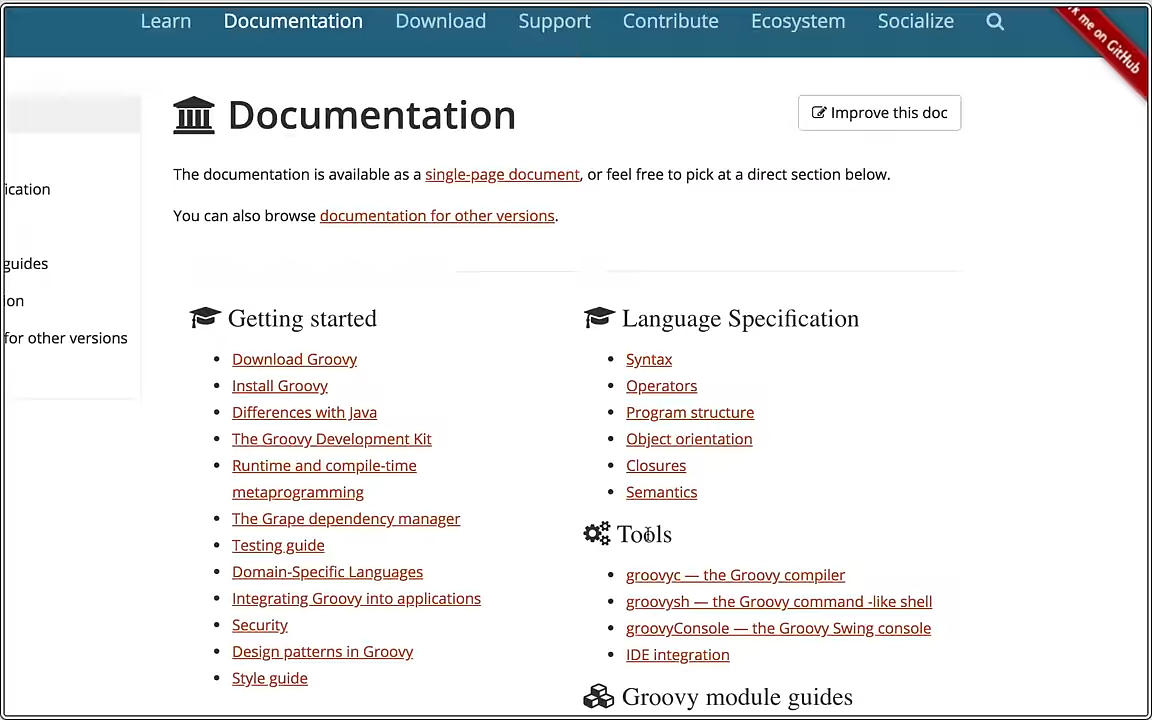 Learn Documentation Download Support Contribute Ecosystem Socialize
me on GitHub
Documentation
Improve this doc
The documentation is available as a single-page document, or feel free to pick at a direct section below.
You can also browse documentation for other versions.
guides
for other versions
Getting started
Download Groovy
Install Groovy
Differences with Java
The Groovy Development Kit
Runtime and compile-time
metaprogramming
The Grape dependency manager
Testing guide
Domain-Specific Languages
Integrating Groovy into applications
Security
Design patterns in Groovy
Style guide
Language Specification
Syntax
Operators
Program structure
Object orientation
Closures
Semantics
Tools
groovyc — the Groovy compiler
groovysh — the Groovy command -like shell
groovyConsole — the Groovy Swing console
IDE integration
Groovy module guides